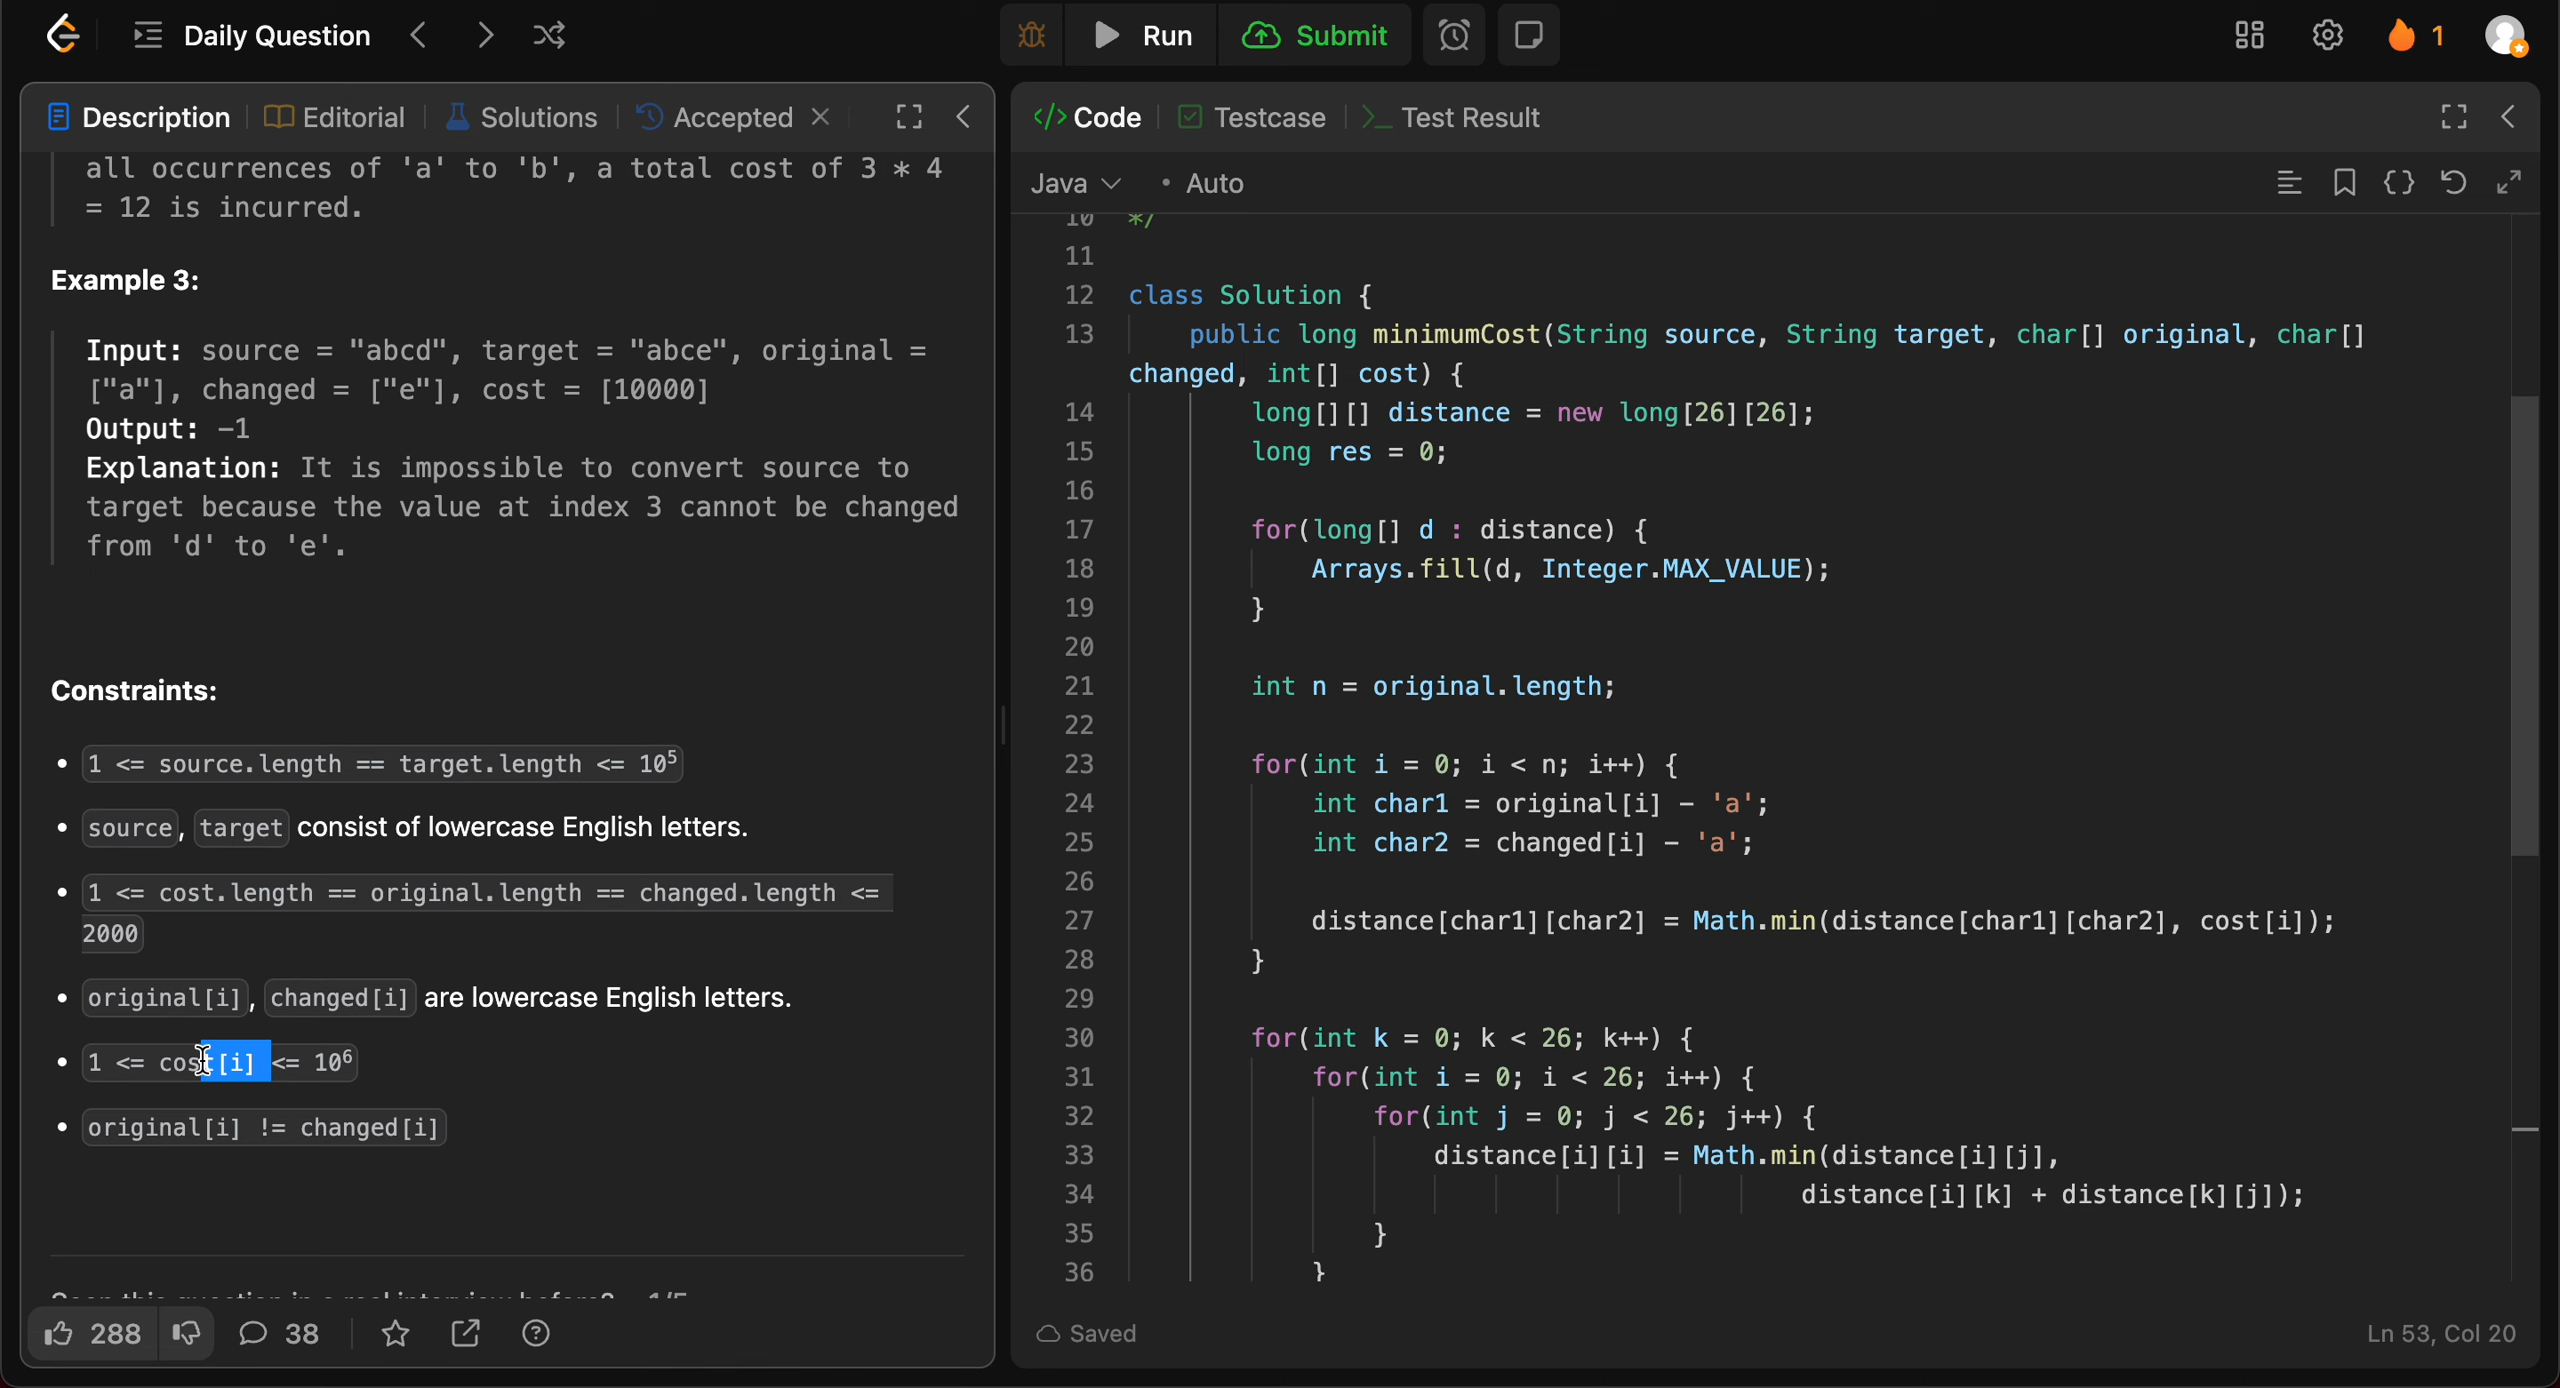 Daily Question
Run
Submit
1
Description
Editorial
Solutions
Accepted
all occurrences of 'a' to 'b', a total cost of 3 * 4
= 12 is incurred.
Example 3:
Input: source = "abcd", target = "abce", original =
["a"], changed = ["e"], cost = [10000]
Output: -1
Explanation: It is impossible to convert source to
target because the value at index 3 cannot be changed
from 'd' to 'e'.
Constraints:
• 1 <= source.length == target.length <= 10⁵
• source, target consist of lowercase English letters.
• 1 <= cost.length == original.length == changed.length <=
2000
• original[i], changed[i] are lowercase English letters.
• 1 <= cost[i] <= 10⁶
• original[i] != changed[i]
288
38
</> Code
Testcase
>_ Test Result
Java
• Auto
10 */
11
12 class Solution {
13 public long minimumCost(String source, String target, char[] original, char[]
changed, int[] cost) {
14 long[][] distance = new long[26][26];
15 long res = 0;
16
17 for(long[] d : distance) {
18 Arrays.fill(d, Integer.MAX_VALUE);
19 }
20
21 int n = original.length;
22
23 for(int i = 0; i < n; i++) {
24 int char1 = original[i] - 'a';
25 int char2 = changed[i] - 'a';
26
27 distance[char1][char2] = Math.min(distance[char1][char2], cost[i]);
28 }
29
30 for(int k = 0; k < 26; k++) {
31 for(int i = 0; i < 26; i++) {
32 for(int j = 0; j < 26; j++) {
33 distance[i][i] = Math.min(distance[i][j],
34 distance[i][k] + distance[k][j]);
35 }
36 }
Saved
Ln 53, Col 20